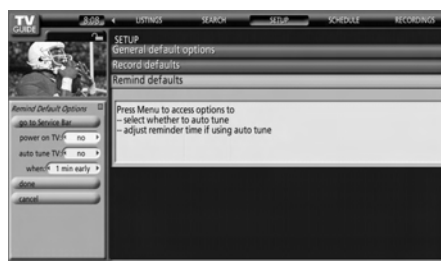 TV
GUIDE
8:08
LISTINGS SEARCH SETUP SCHEDULE RECORDINGS
SETUP
General default options
Record defaults
Remind defaults
Press Menu to access options to
– select whether to auto tune
– adjust reminder time if using auto tune
Remind Default Options
go to Service Bar
power on TV: no
auto tune TV: no
when: 1 min early
done
cancel